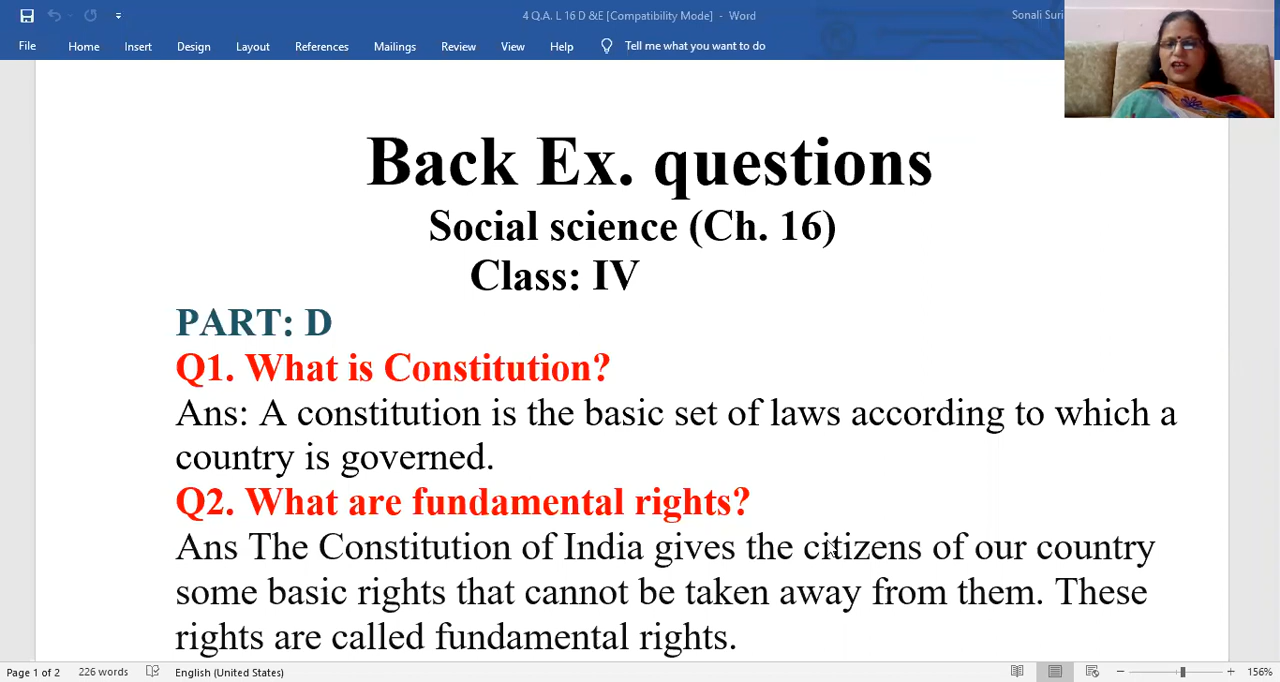 4 Q.A. L 16 D &E [Compatibility Mode] - Word
Sonali Suri
File Home Insert Design Layout References Mailings Review View Help Tell me what you want to do
Back Ex. questions
Social science (Ch. 16)
Class: IV
PART: D
Q1. What is Constitution?
Ans: A constitution is the basic set of laws according to which a
country is governed.
Q2. What are fundamental rights?
Ans The Constitution of India gives the citizens of our country
some basic rights that cannot be taken away from them. These
rights are called fundamental rights.
Page 1 of 2 226 words English (United States) 156%